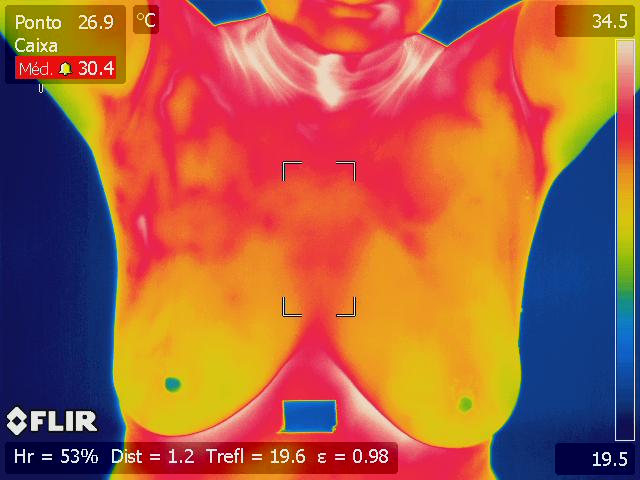 Ponto 26.9 °C
Caixa
Méd. 30.4
34.5
FLIR
Hr = 53% Dist = 1.2 Trefl = 19.6 ε = 0.98
19.5